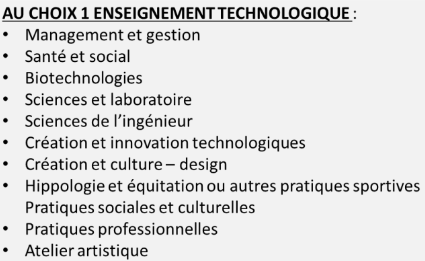 AU CHOIX 1 ENSEIGNEMENT TECHNOLOGIQUE :
• Management et gestion
• Santé et social
• Biotechnologies
• Sciences et laboratoire
• Sciences de l'ingénieur
• Création et innovation technologiques
• Création et culture – design
• Hippologie et équitation ou autres pratiques sportives
Pratiques sociales et culturelles
• Pratiques professionnelles
• Atelier artistique